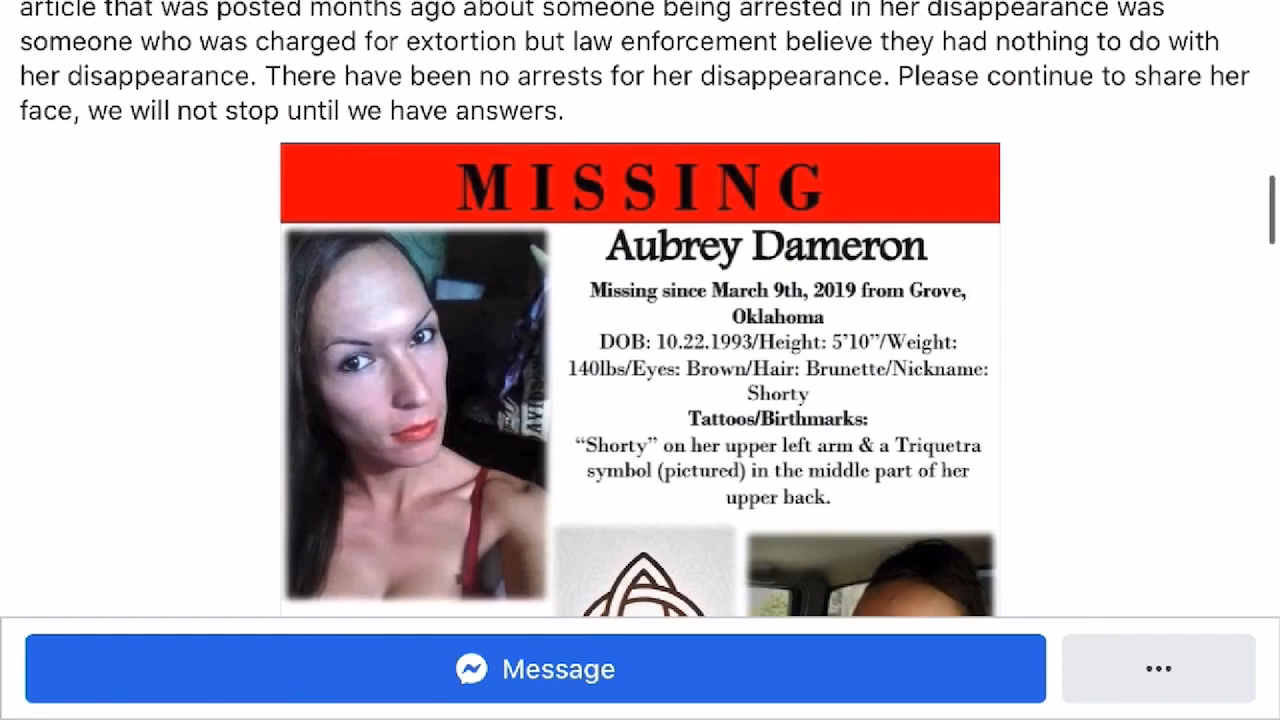 article that was posted months ago about someone being arrested in her disappearance was
someone who was charged for extortion but law enforcement believe they had nothing to do with
her disappearance. There have been no arrests for her disappearance. Please continue to share her
face, we will not stop until we have answers.
MISSING
Aubrey Dameron
Missing since March 9th, 2019 from Grove,
Oklahoma
DOB: 10.22.1993/Height: 5'10"/Weight:
140lbs/Eyes: Brown/Hair: Brunette/Nickname:
Shorty
Tattoos/Birthmarks:
“Shorty” on her upper left arm & a Triquetra
symbol (pictured) in the middle part of her
upper back.
Message